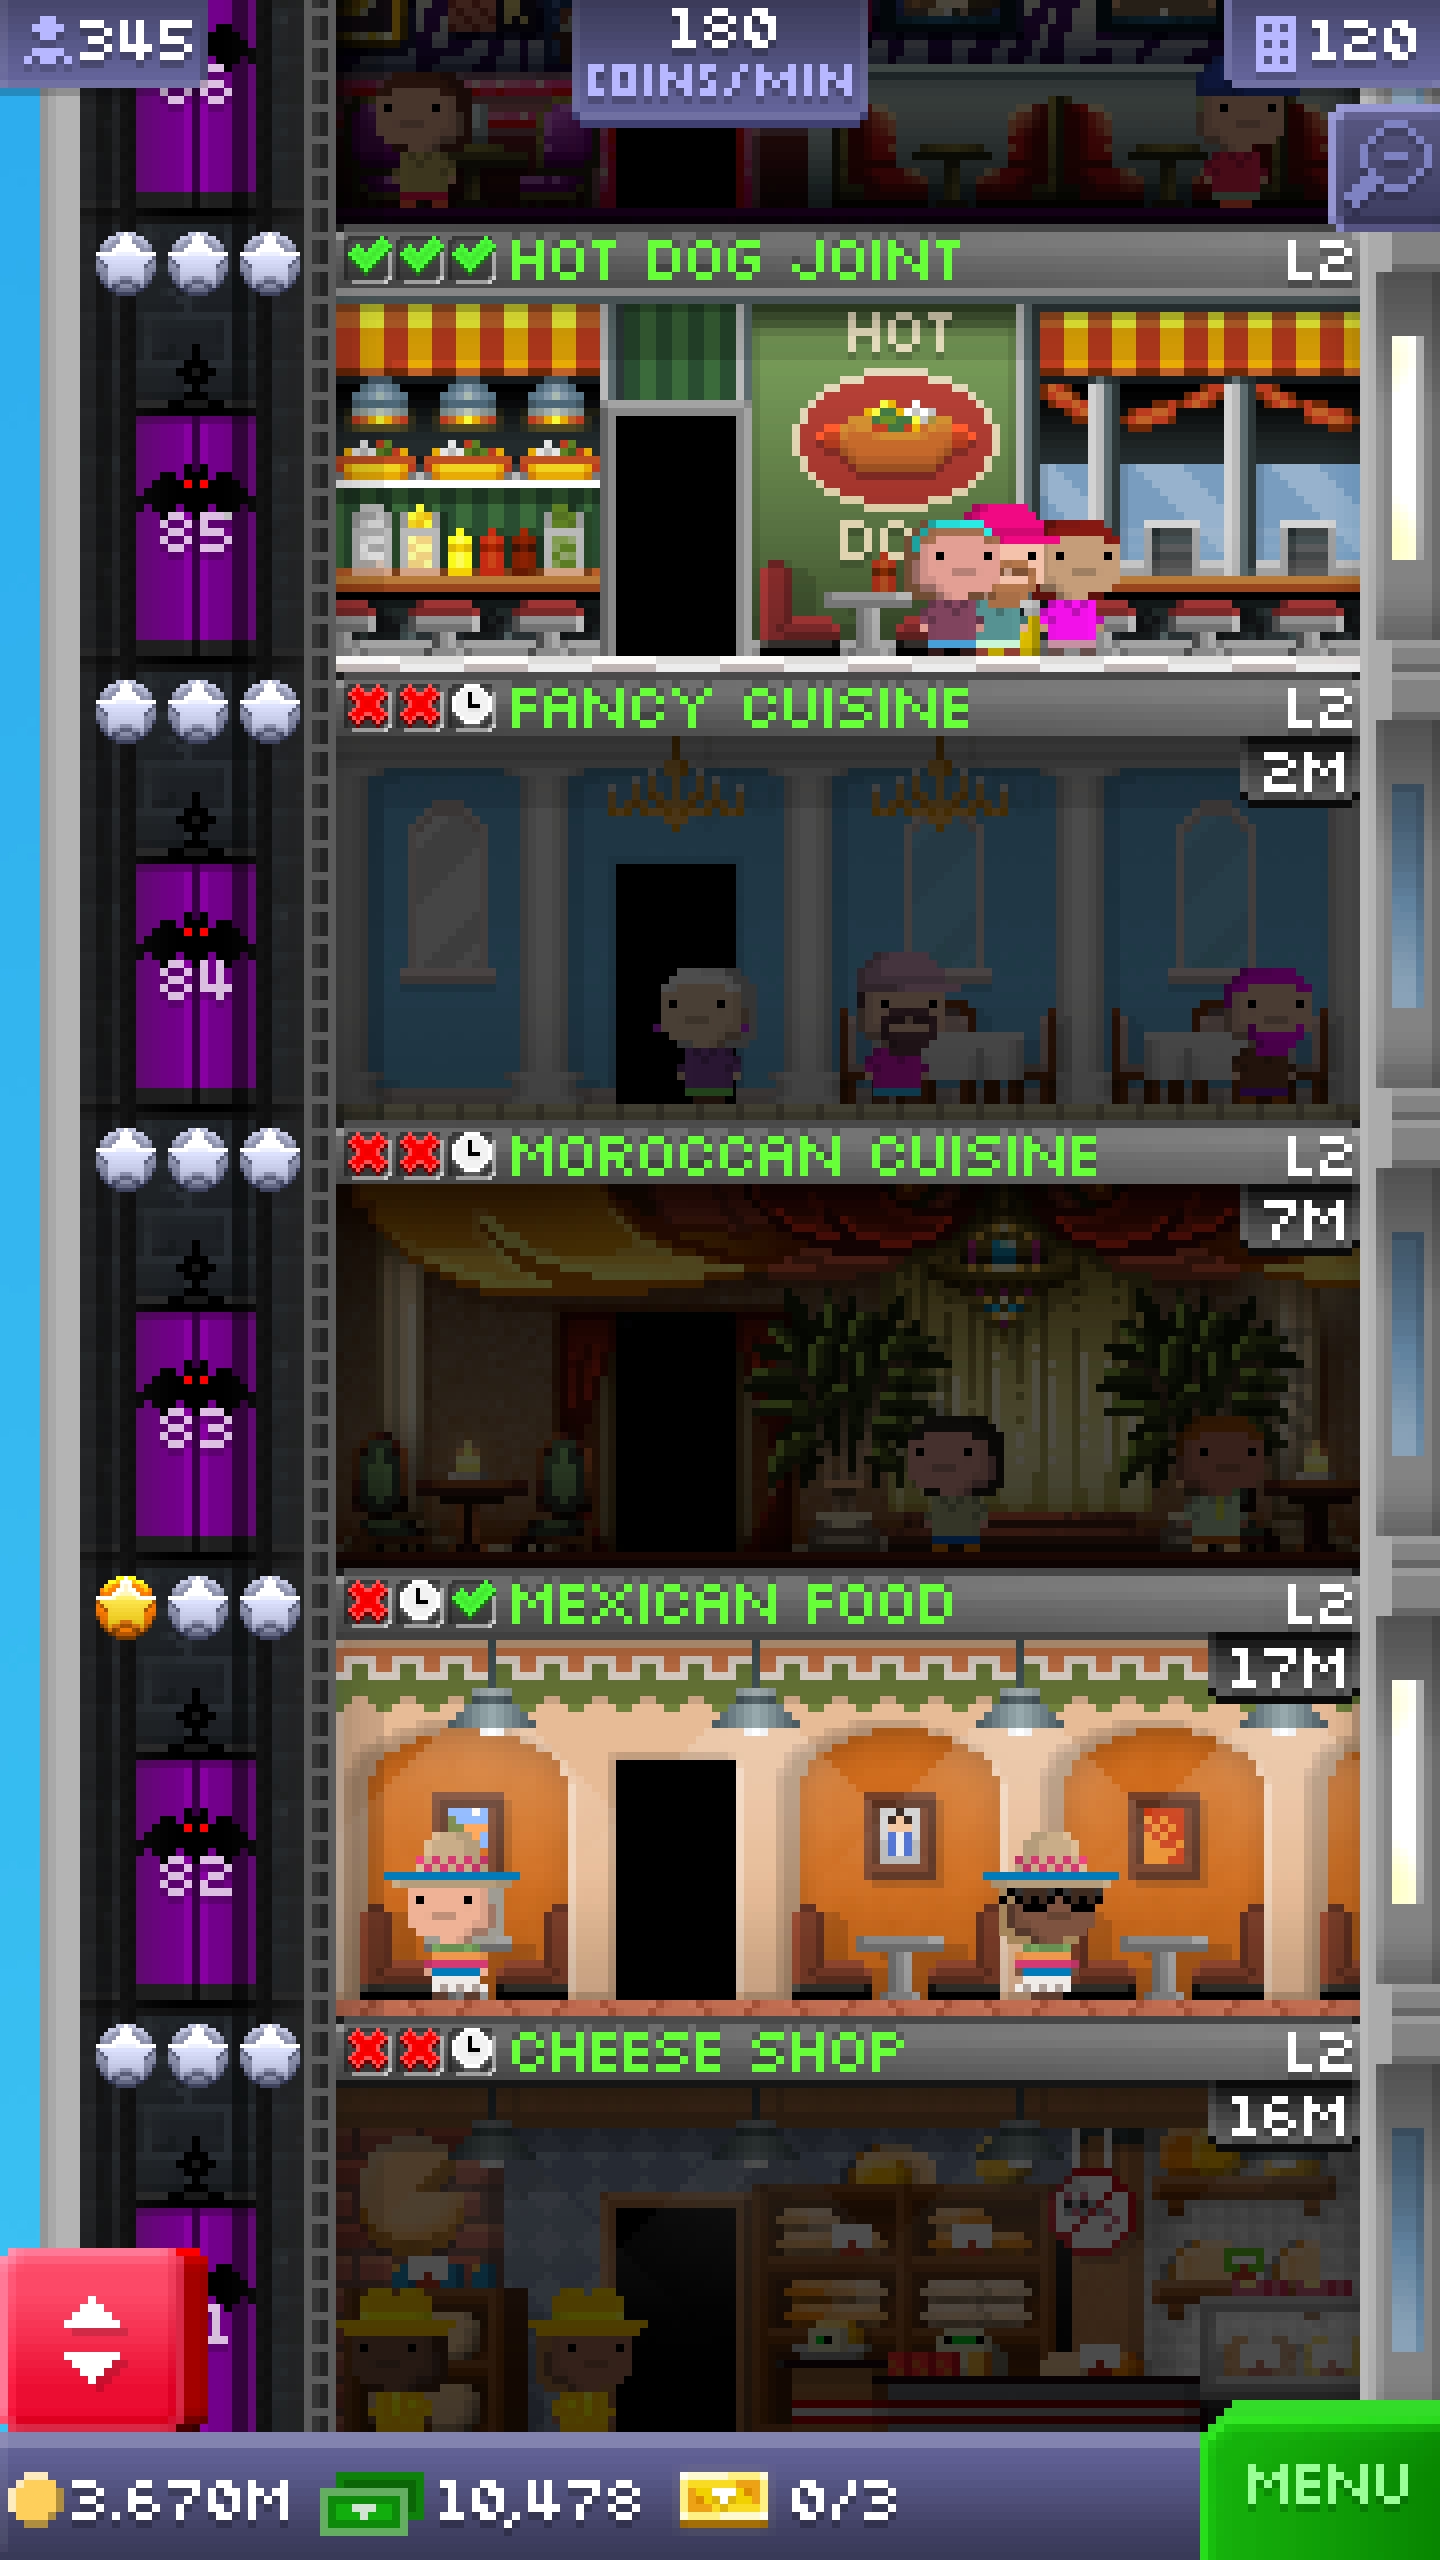 345
180
COINS/MIN
120
HOT DOG JOINT
L2
HOT
85
FANCY CUISINE
L2
2M
84
MOROCCAN CUISINE
L2
7M
83
MEXICAN FOOD
L2
17M
82
CHEESE SHOP
L2
16M
3.670M
10,478
0/3
MENU